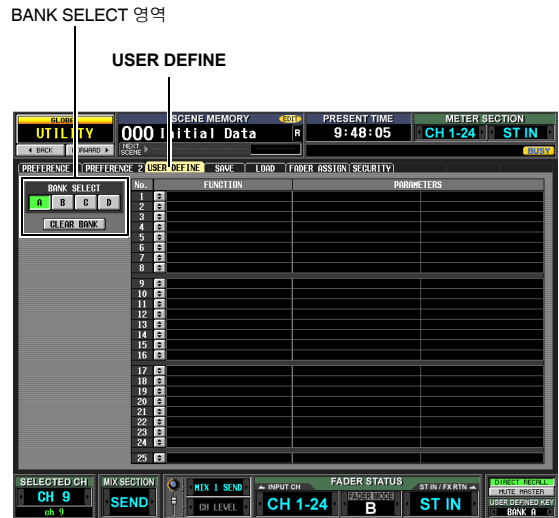 BANK SELECT 영역
USER DEFINE
GLOBAL
UTILITY
BACK FORWARD
SCENE MEMORY EDIT
000 Initial Data R
NEXT SCENE
PRESENT TIME
9:48:05
METER SECTION
CH 1-24 ST IN
BUSY
PREFERENCE PREFERENCE 2 USER DEFINE SAVE LOAD FADER ASSIGN SECURITY
BANK SELECT
A B C D
CLEAR BANK
No. FUNCTION PARAMETERS
1
2
3
4
5
6
7
8
9
10
11
12
13
14
15
16
17
18
19
20
21
22
23
24
25
SELECTED CH
CH 9
ch 9
MIX SECTION
SEND
MIX 1 SEND
CH LEVEL
FADER STATUS
INPUT CH
CH 1-24
FADER MODE
B
ST IN / FX RTN
ST IN
DIRECT RECALL
MUTE MASTER
USER DEFINED KEY
BANK A